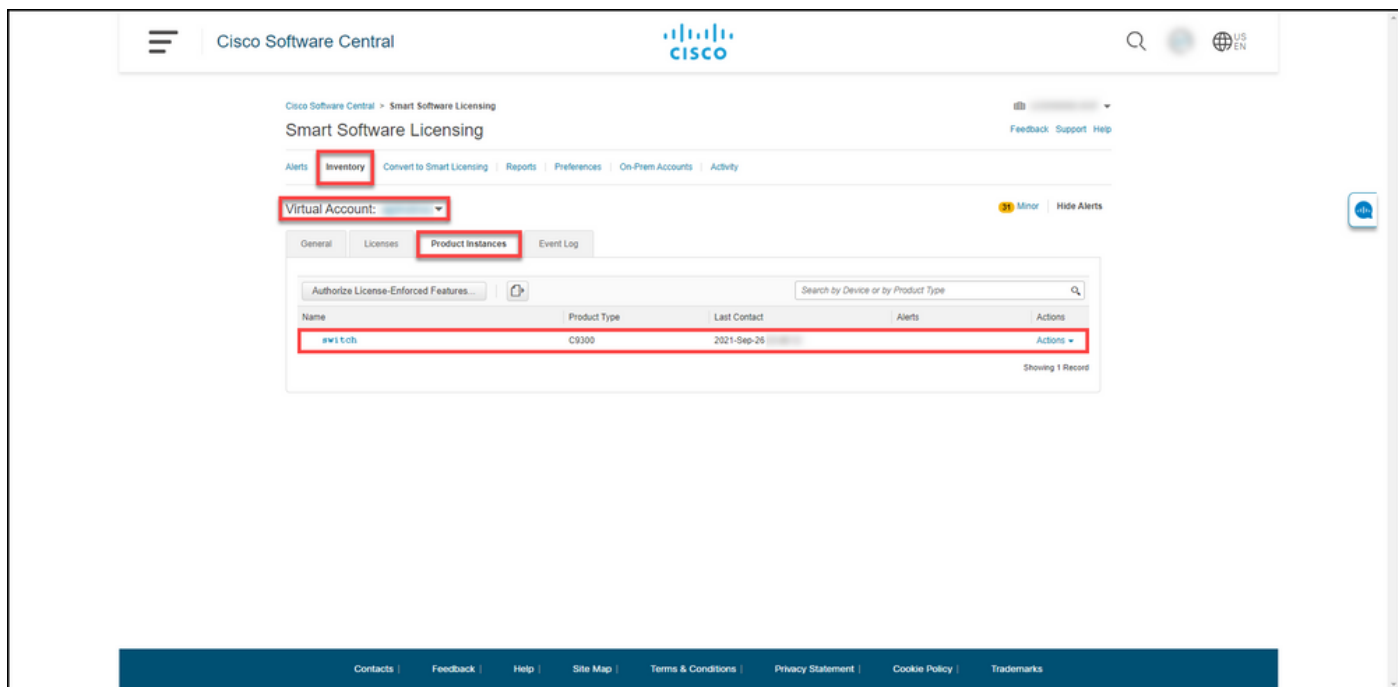 Cisco Software Central
CISCO
US
EN
Cisco Software Central > Smart Software Licensing
Smart Software Licensing
Feedback Support Help
Alerts Inventory Convert to Smart Licensing Reports Preferences On-Prem Accounts Activity
Virtual Account:
31 Minor Hide Alerts
General Licenses Product Instances Event Log
Authorize License-Enforced Features... Search by Device or by Product Type
Name Product Type Last Contact Alerts Actions
switch C9300 2021-Sep-26 Actions
Showing 1 Record
Contacts | Feedback | Help | Site Map | Terms & Conditions | Privacy Statement | Cookie Policy | Trademarks